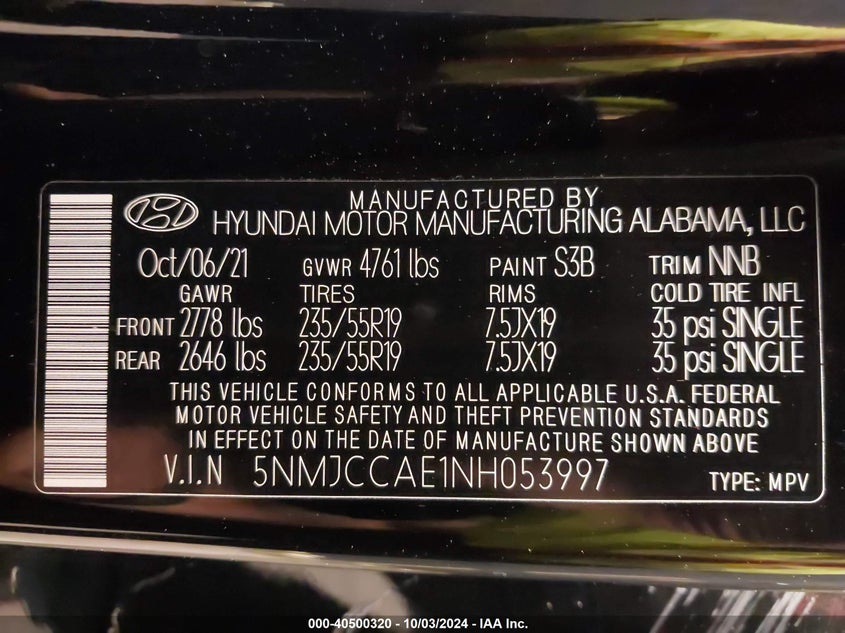 MANUFACTURED BY
HYUNDAI MOTOR MANUFACTURING ALABAMA, LLC
Oct/06/21 GVWR 4761 lbs PAINT S3B TRIM NNB
GAWR TIRES RIMS COLD TIRE INFL
FRONT 2778 lbs 235/55R19 7.5JX19 35 psi SINGLE
REAR 2646 lbs 235/55R19 7.5JX19 35 psi SINGLE
THIS VEHICLE CONFORMS TO ALL APPLICABLE U.S.A. FEDERAL
MOTOR VEHICLE SAFETY AND THEFT PREVENTION STANDARDS
IN EFFECT ON THE DATE OF MANUFACTURE SHOWN ABOVE
V.I.N 5NMJCCAE1NH053997 TYPE: MPV
000-40500320 - 10/03/2024 - IAA Inc.